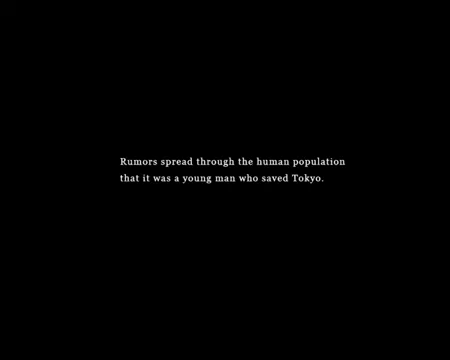 Rumors spread through the human population
that it was a young man who saved Tokyo.